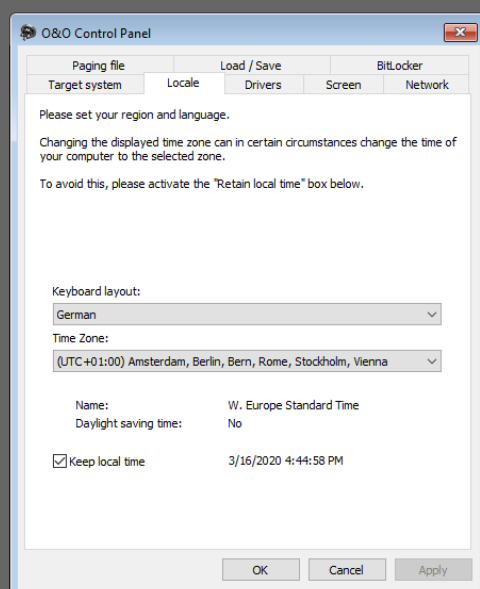 O&O Control Panel
Paging file Load / Save BitLocker
Target system Locale Drivers Screen Network
Please set your region and language.
Changing the displayed time zone can in certain circumstances change the time of
your computer to the selected zone.
To avoid this, please activate the "Retain local time" box below.
Keyboard layout:
German
Time Zone:
(UTC+01:00) Amsterdam, Berlin, Bern, Rome, Stockholm, Vienna
Name: W. Europe Standard Time
Daylight saving time: No
Keep local time 3/16/2020 4:44:58 PM
OK Cancel Apply